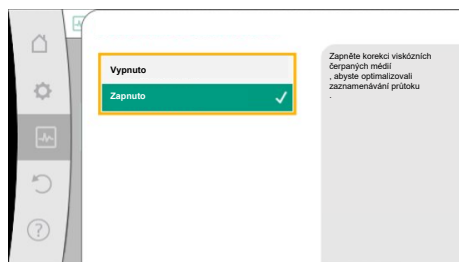 Vypnuto
Zapnuto
Zapněte korekci viskózních
čerpaných médií
, abyste optimalizovali
zaznamenávání průtoku
.